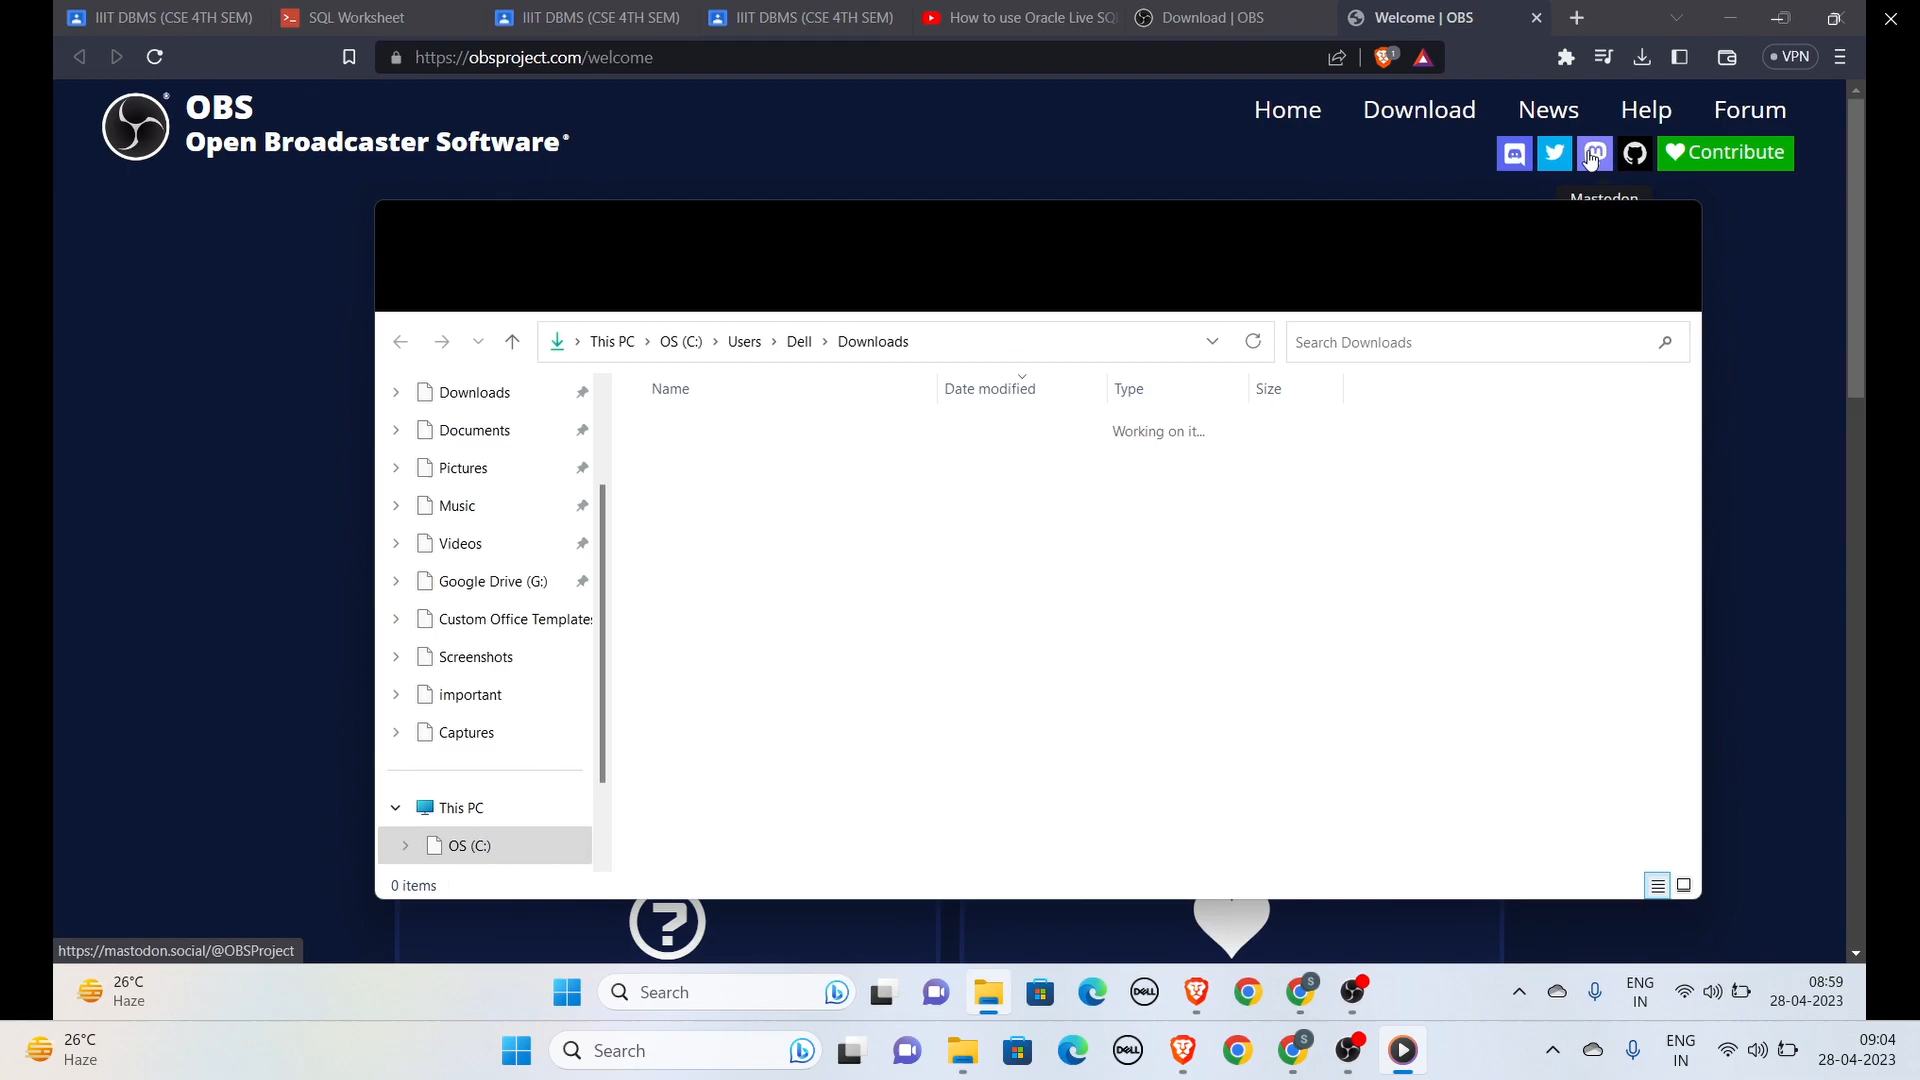 IIIT DBMS (CSE 4TH SEM)
SQL Worksheet
IIIT DBMS (CSE 4TH SEM)
IIIT DBMS (CSE 4TH SEM)
How to use Oracle Live SQ
Download | OBS
Welcome | OBS
https://obsproject.com/welcome
1
VPN
OBS
Open Broadcaster Software®
Home
Download
News
Help
Forum
Contribute
Mastodon
This PC > OS (C:) > Users > Dell > Downloads
Search Downloads
Name
Date modified
Type
Size
Working on it...
Downloads
Documents
Pictures
Music
Videos
Google Drive (G:)
Custom Office Templates
Screenshots
important
Captures
This PC
OS (C:)
0 items
https://mastodon.social/@OBSProject
26°C
Haze
Search
DELL
S
ENG
IN
08:59
28-04-2023
26°C
Haze
Search
DELL
S
ENG
IN
09:04
28-04-2023